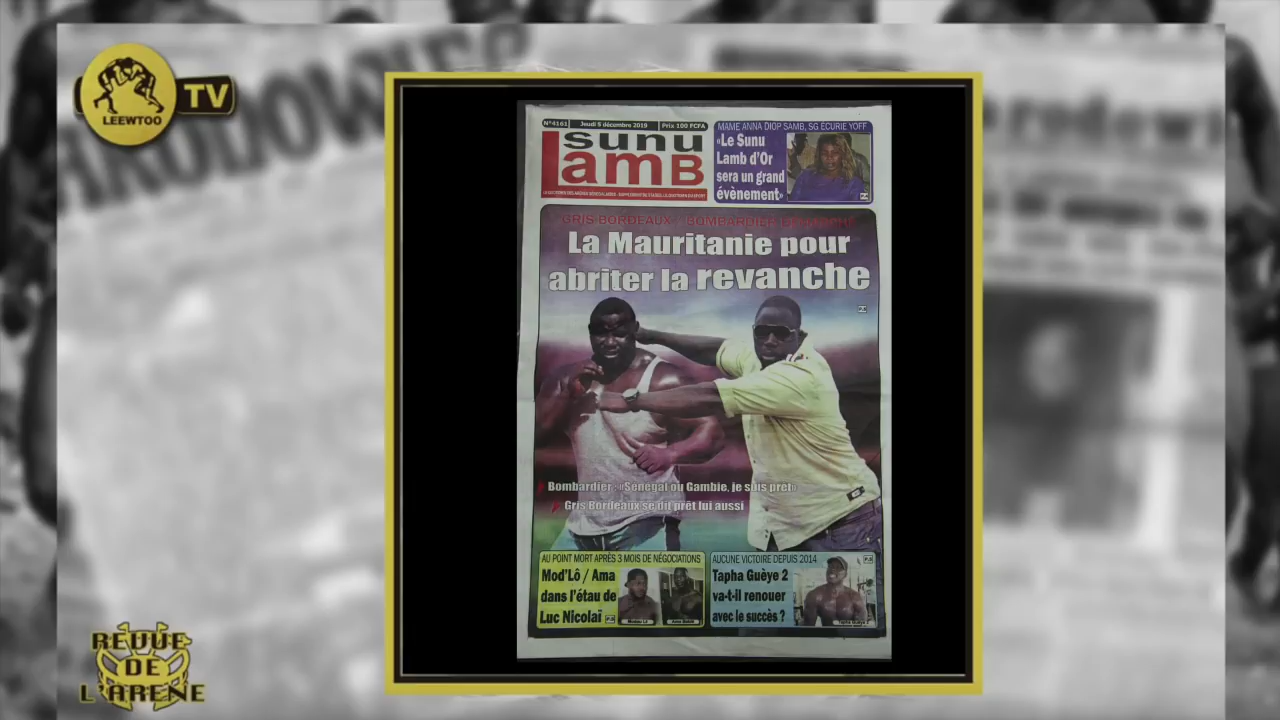 LEEWTOO
TV
N°4161 Jeudi 5 décembre 2019 Prix 100 FCFA
sunu
Lamb
MAME ANNA DIOP SAMB, SG ÉCURIE YOFF
«Le Sunu
Lamb d'Or
sera un grand
évènement»
GRIS BORDEAUX - BOMBARDIER
La Mauritanie pour
abriter la revanche
Bombardier : «Sénégal ou Gambie, je suis prêt»
Gris Bordeaux se dit prêt lui aussi
AU POINT MORT APRÈS 3 MOIS DE NÉGOCIATIONS
Mod'Lô / Ama
dans l'étau de
Luc Nicolaï
AUCUNE VICTOIRE DEPUIS 2014
Tapha Guèye 2
va-t-il renouer
avec le succès ?
REVUE
DE
L'ARENE